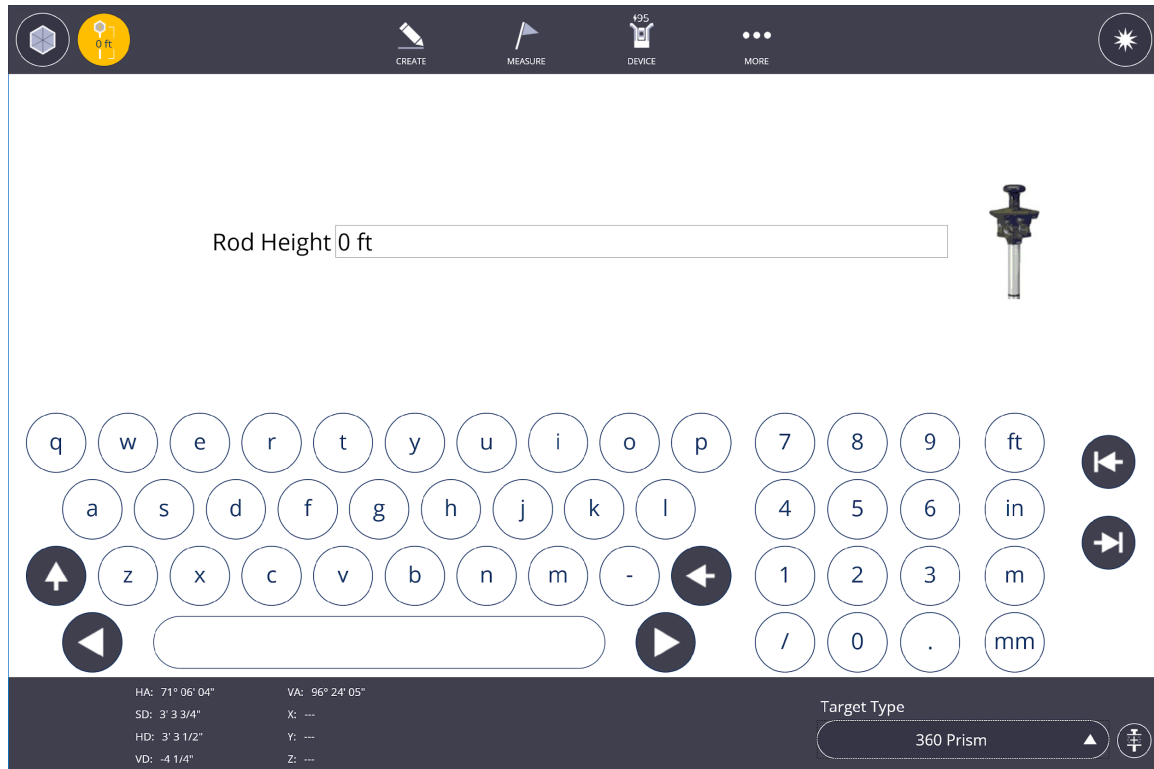 0 ft
CREATE
MEASURE
95
DEVICE
MORE
Rod Height 0 ft
q w e r t y u i o p 7 8 9 ft
a s d f g h j k l 4 5 6 in
z x c v b n m - 1 2 3 m
/ 0 . mm
HA: 71° 06' 04" VA: 96° 24' 05"
SD: 3' 3 3/4" X: ---
HD: 3' 3 1/2" Y: ---
VD: -4 1/4" Z: ---
Target Type
360 Prism